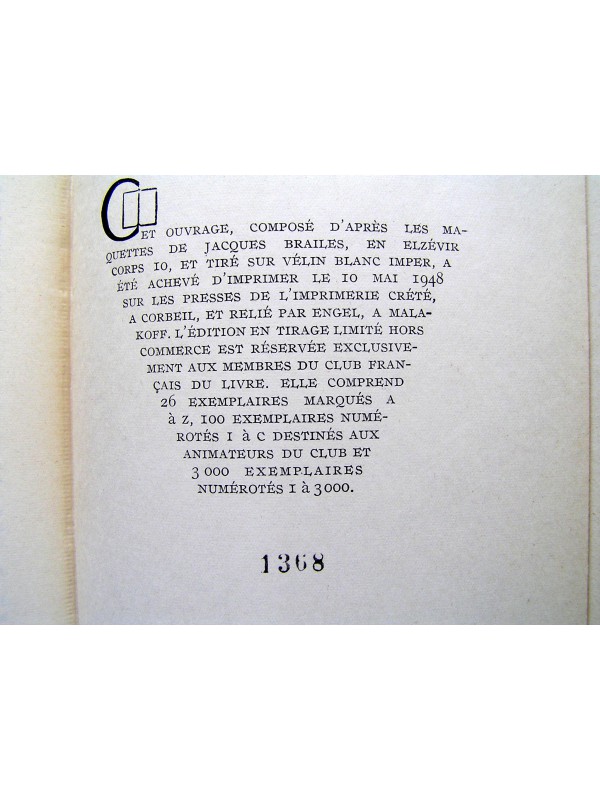 CET OUVRAGE, COMPOSÉ D'APRÈS LES MA-
QUETTES DE JACQUES BRAILES, EN ELZÉVIR
CORPS 10, ET TIRÉ SUR VÉLIN BLANC IMPER, A
ÉTÉ ACHEVÉ D'IMPRIMER LE 10 MAI 1948
SUR LES PRESSES DE L'IMPRIMERIE CRÉTÉ,
A CORBEIL, ET RELIÉ PAR ENGEL, A MALA-
KOFF. L'ÉDITION EN TIRAGE LIMITÉ HORS
COMMERCE EST RÉSERVÉE EXCLUSIVE-
MENT AUX MEMBRES DU CLUB FRAN-
ÇAIS DU LIVRE. ELLE COMPREND
26 EXEMPLAIRES MARQUÉS A
à Z, 100 EXEMPLAIRES NUMÉ-
ROTÉS I à C DESTINÉS AUX
ANIMATEURS DU CLUB ET
3 000 EXEMPLAIRES
NUMÉROTÉS 1 à 3000.
1368